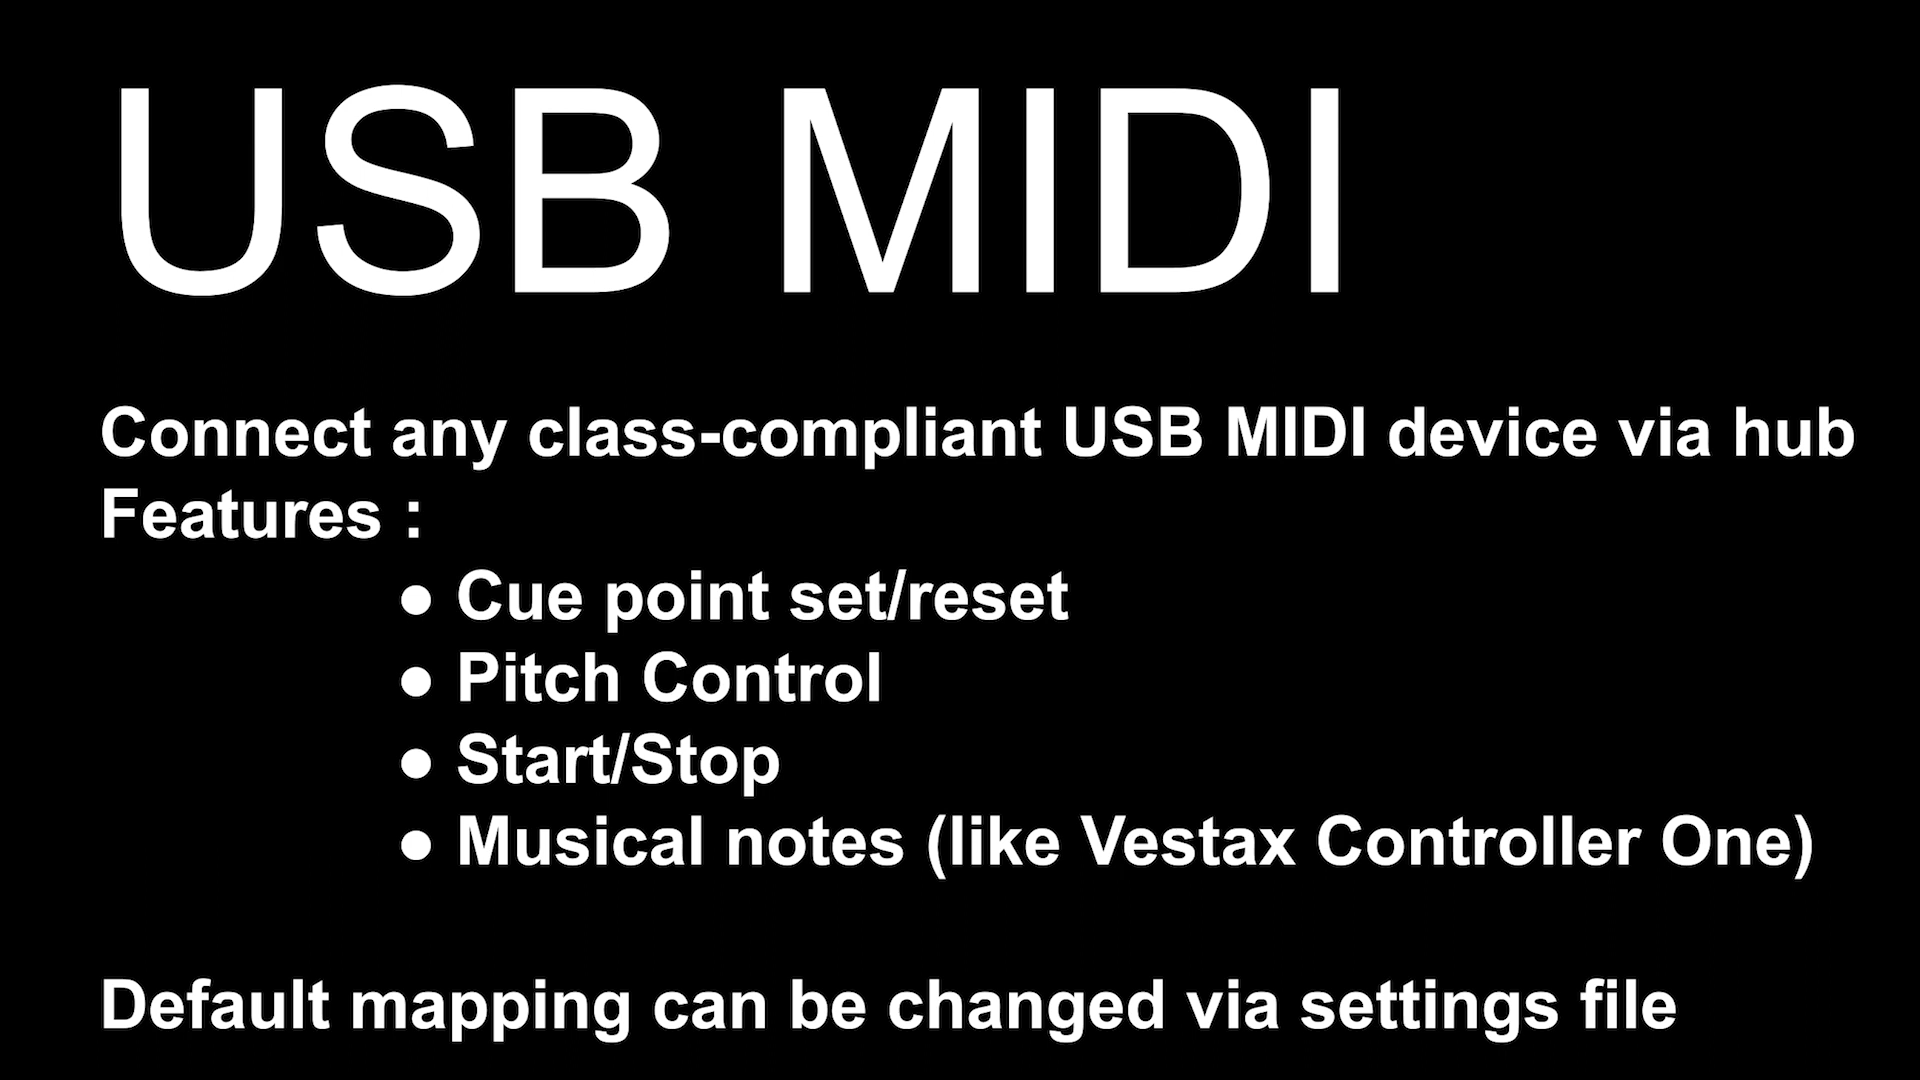 USB MIDI
Connect any class-compliant USB MIDI device via hub
Features :
● Cue point set/reset
● Pitch Control
● Start/Stop
● Musical notes (like Vestax Controller One)
Default mapping can be changed via settings file